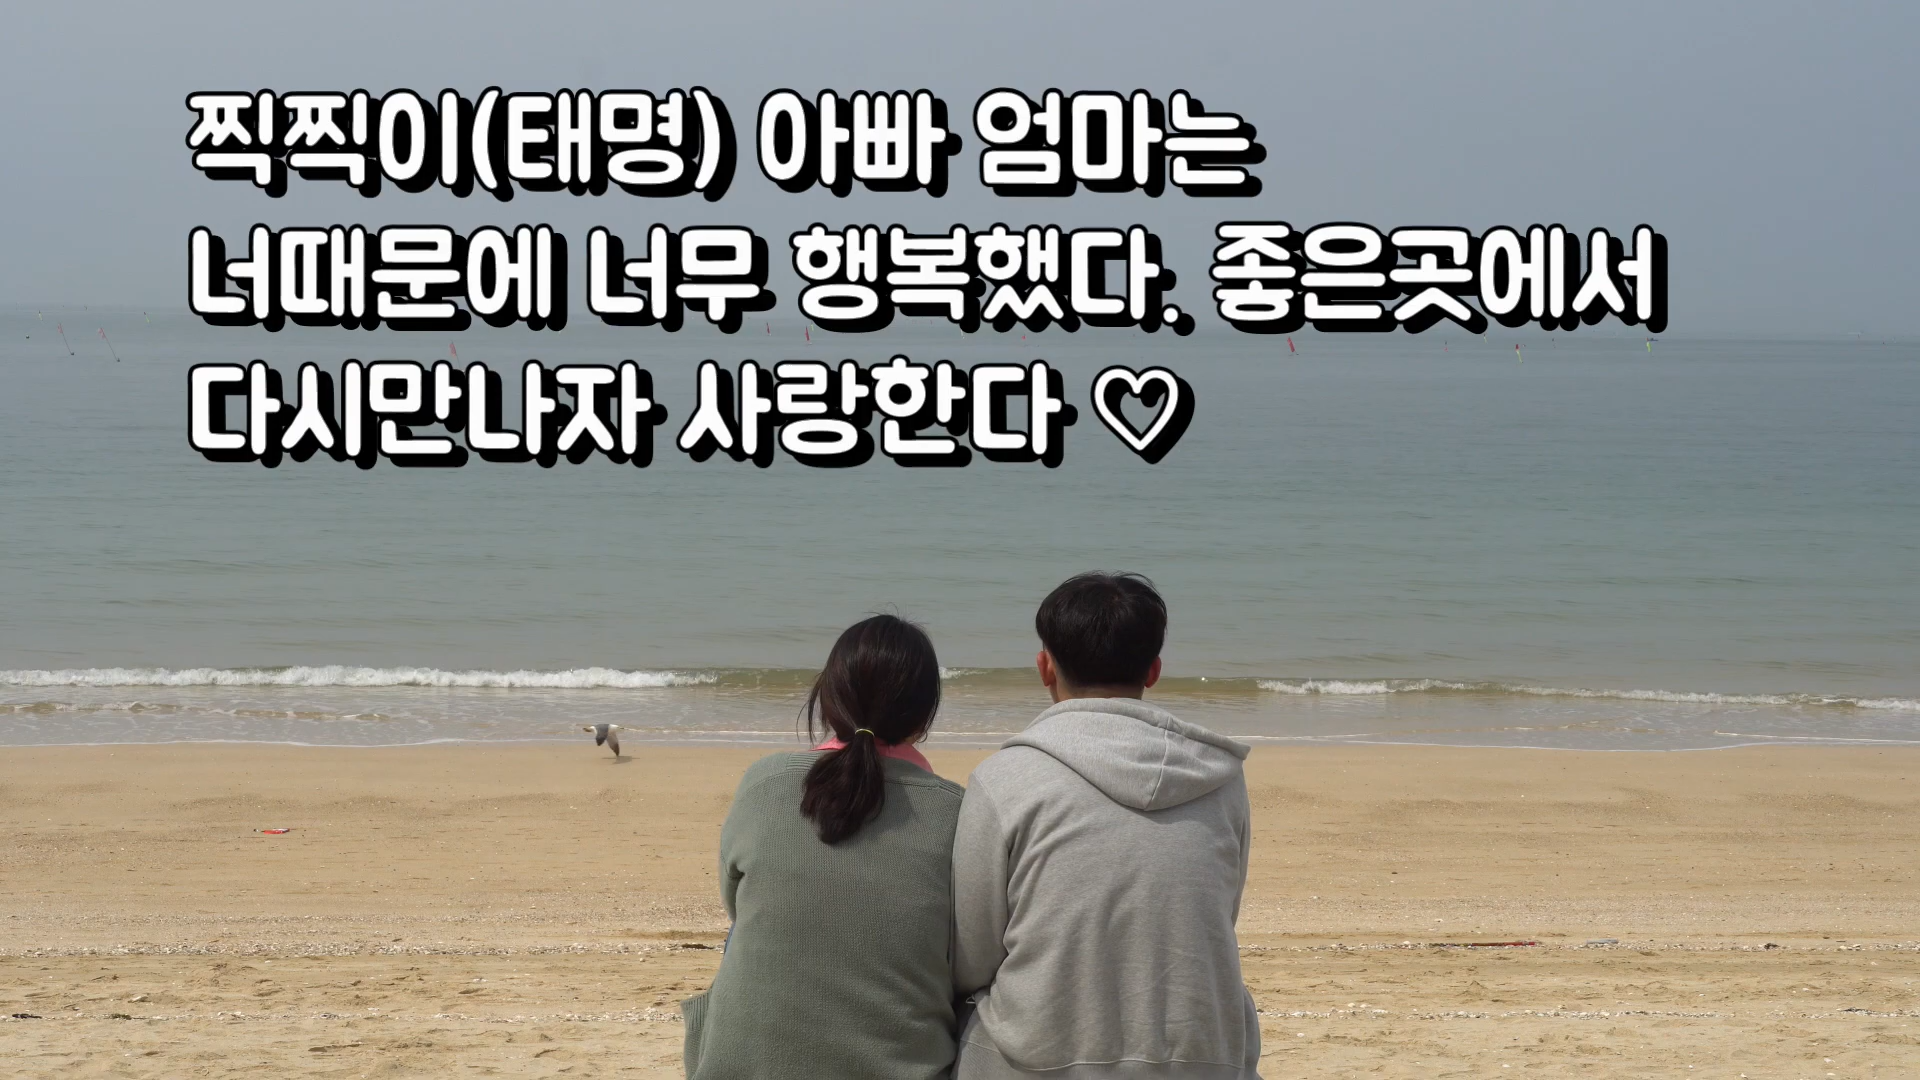 찍찍이(태명) 아빠 엄마는
너때문에 너무 행복했다. 좋은곳에서
다시만나자 사랑한다 ♡